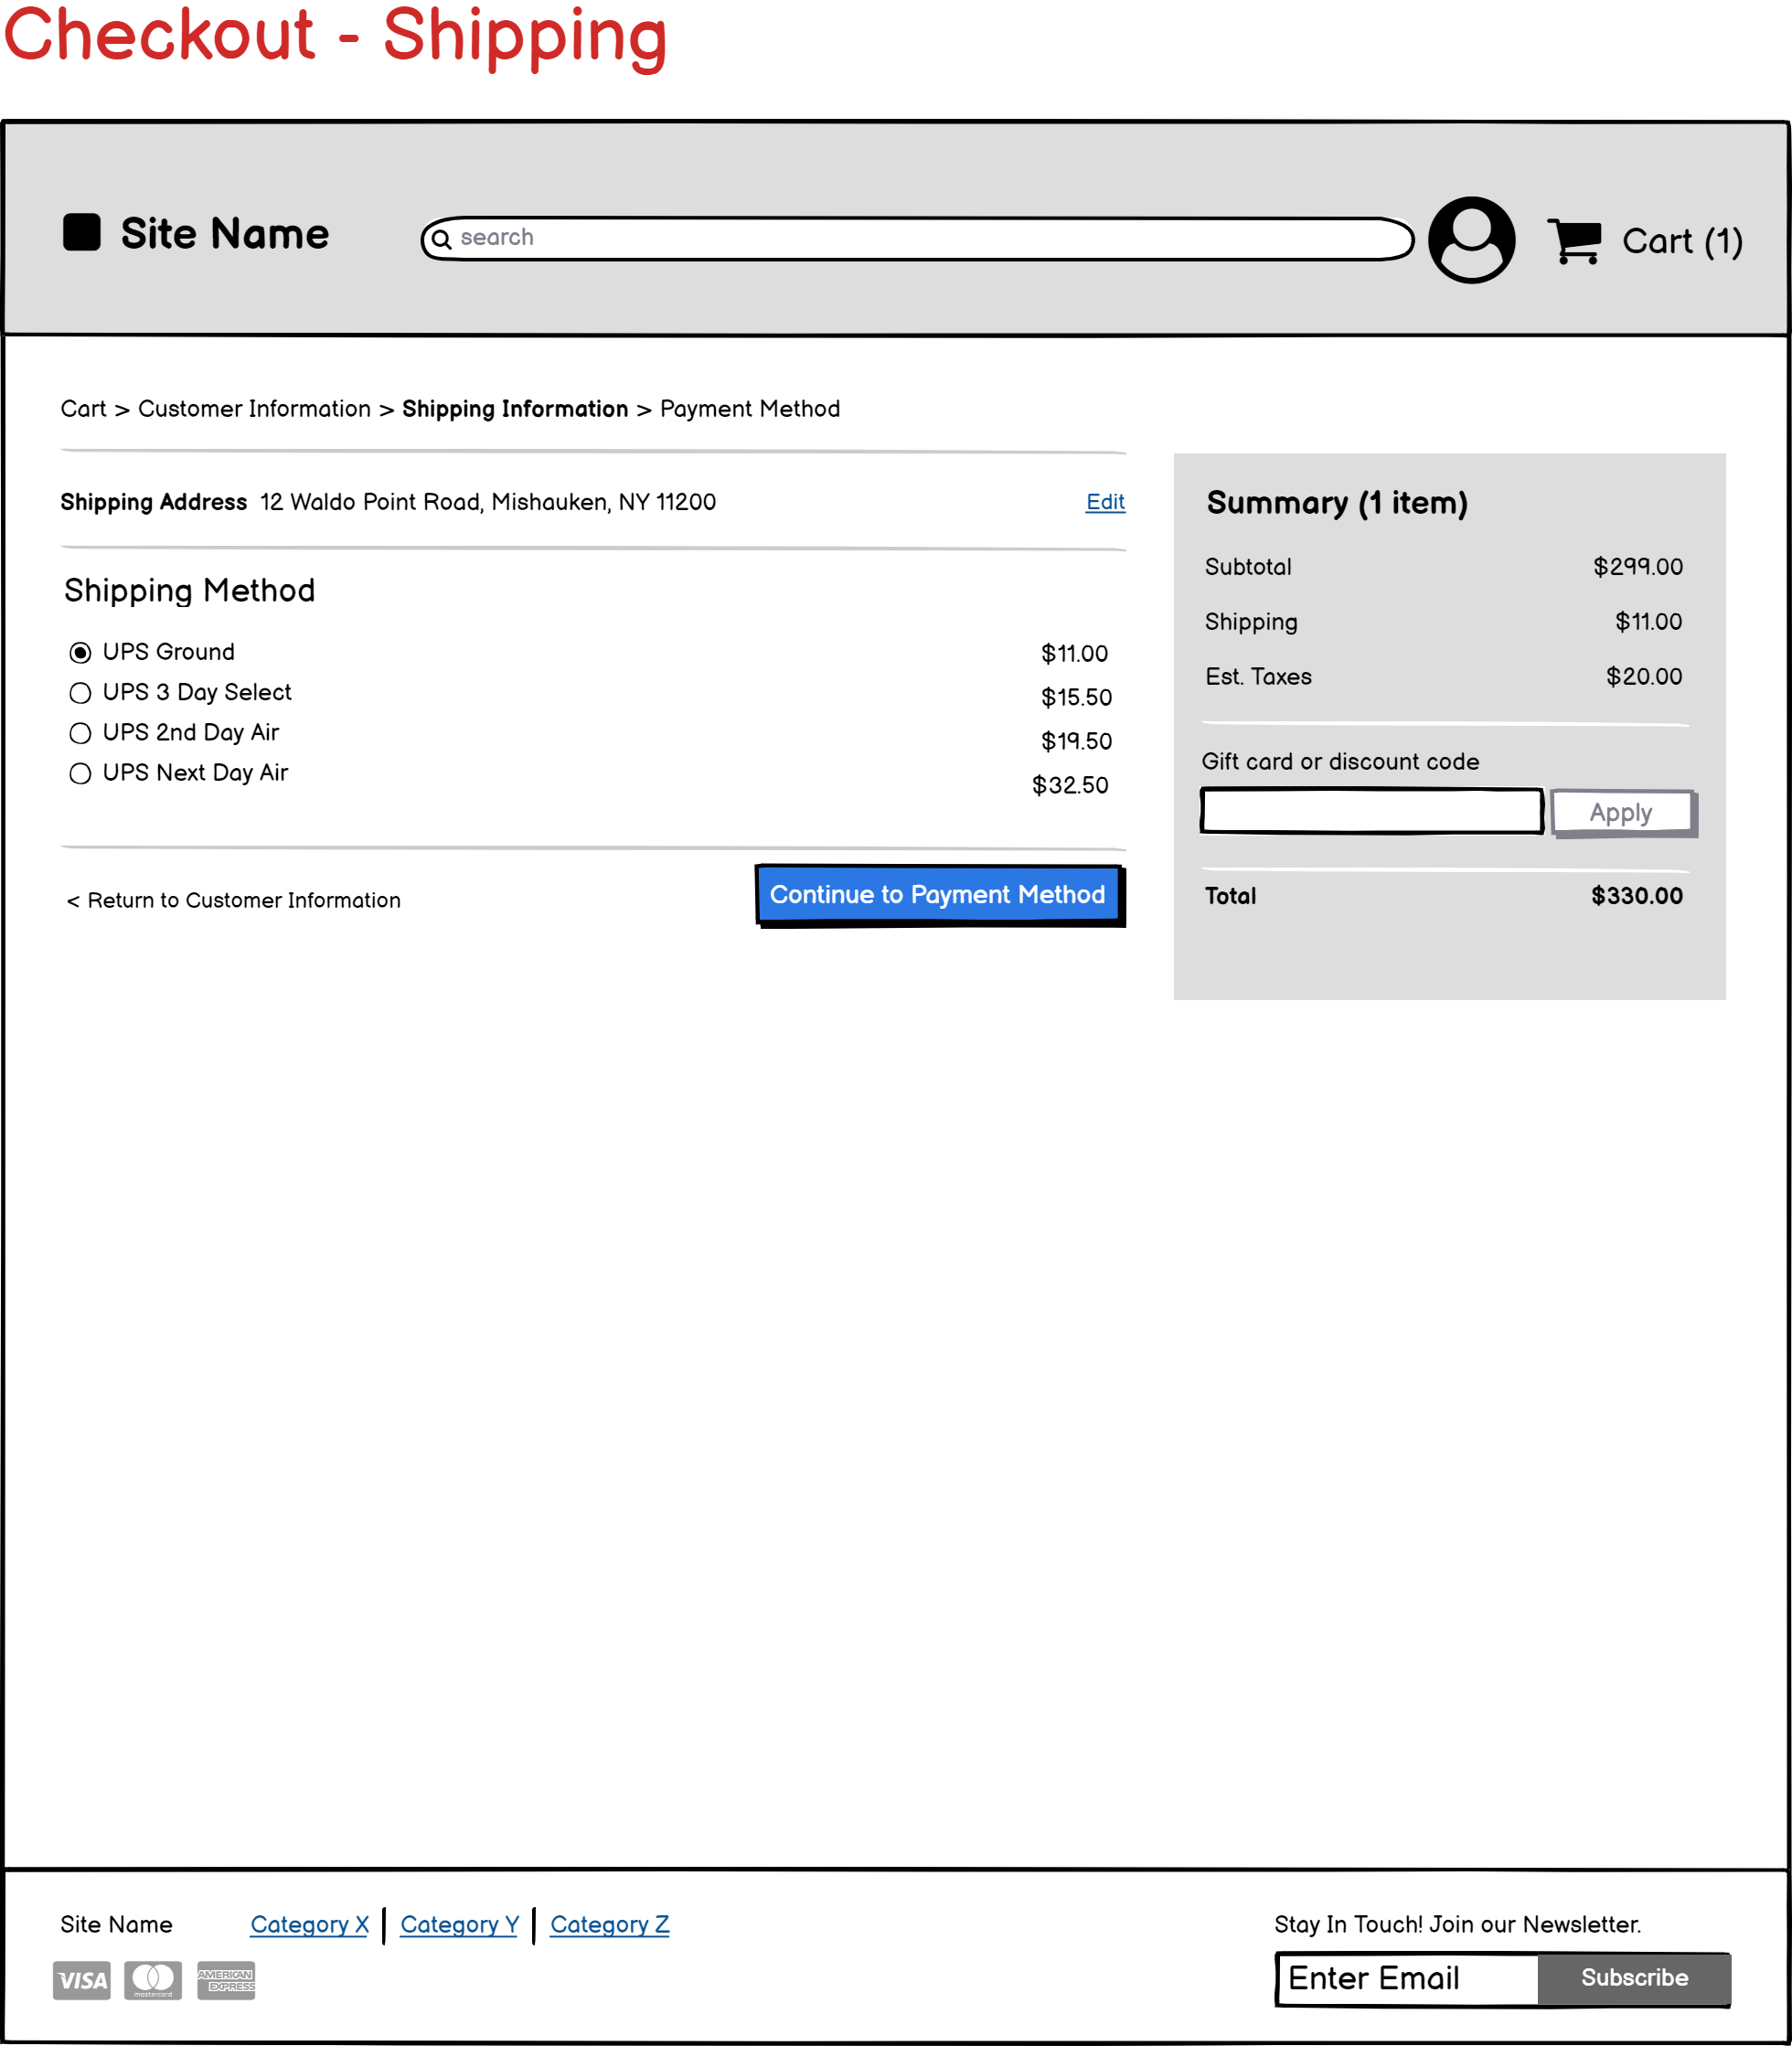 Checkout - Shipping
Site Name
search
Cart (1)
Cart > Customer Information > Shipping Information > Payment Method
Shipping Address 12 Waldo Point Road, Mishauken, NY 11200
Edit
Shipping Method
UPS Ground $11.00
UPS 3 Day Select $15.50
UPS 2nd Day Air $19.50
UPS Next Day Air $32.50
< Return to Customer Information
Continue to Payment Method
Summary (1 item)
Subtotal $299.00
Shipping $11.00
Est. Taxes $20.00
Gift card or discount code
Apply
Total $330.00
Site Name
Category X
Category Y
Category Z
VISA
mastercard
AMERICAN
EXPRESS
Stay In Touch! Join our Newsletter.
Enter Email
Subscribe